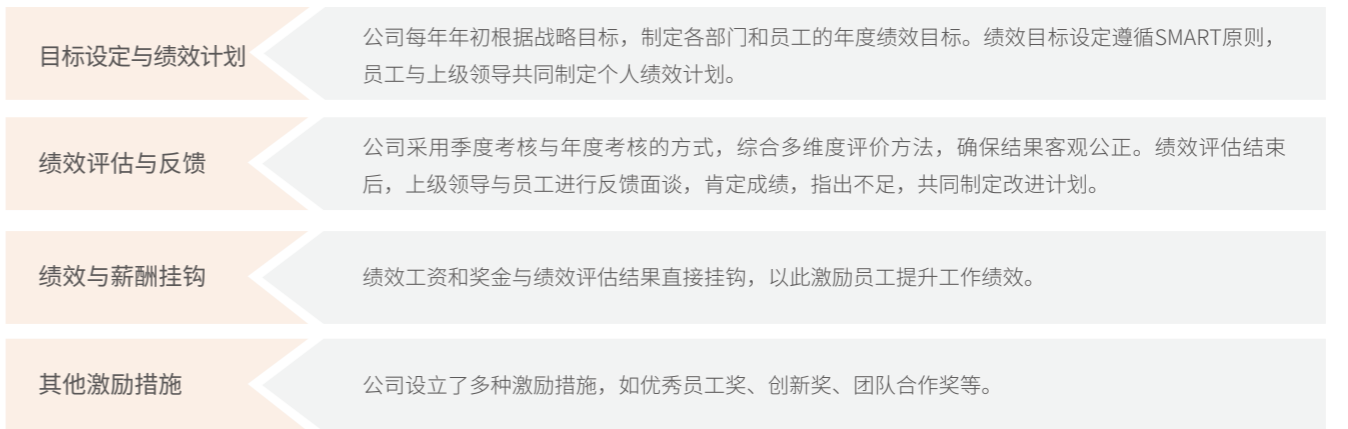 目标设定与绩效计划
公司每年年初根据战略目标，制定各部门和员工的年度绩效目标。绩效目标设定遵循SMART原则，
员工与上级领导共同制定个人绩效计划。
绩效评估与反馈
公司采用季度考核与年度考核的方式，综合多维度评价方法，确保结果客观公正。绩效评估结束
后，上级领导与员工进行反馈面谈，肯定成绩，指出不足，共同制定改进计划。
绩效与薪酬挂钩
绩效工资和奖金与绩效评估结果直接挂钩，以此激励员工提升工作绩效。
其他激励措施
公司设立了多种激励措施，如优秀员工奖、创新奖、团队合作奖等。